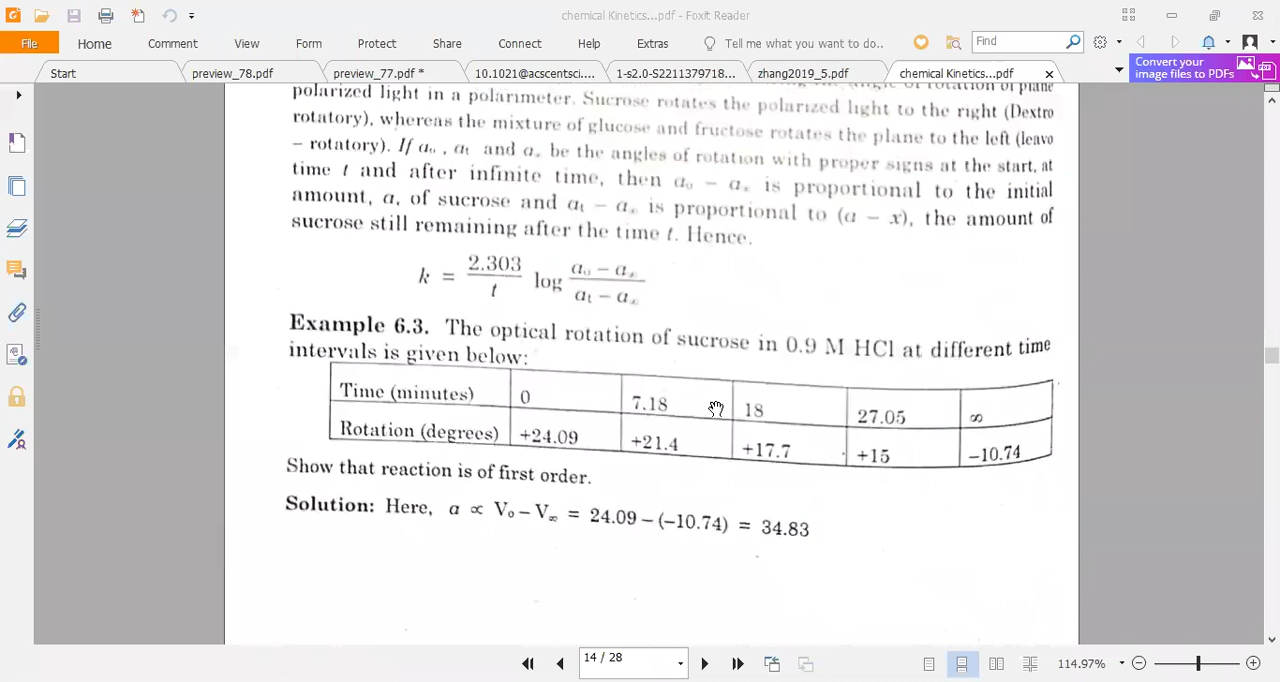 chemical Kinetics...pdf - Foxit Reader
File Home Comment View Form Protect Share Connect Help Extras Tell me what you want to do.. Find
Start preview_78.pdf preview_77.pdf * 10.1021@acscentsci.... 1-s2.0-S2211379718... zhang2019_5.pdf chemical Kinetics...pdf
Convert your
image files to PDFs
polarized light in a polarimeter. Sucrose rotates the polarized light to the right (Dextro
rotatory), whereas the mixture of glucose and fructose rotates the plane to the left (leavo
– rotatory). If a₀, aₜ and a∞ be the angles of rotation with proper signs at the start, at
time t and after infinite time, then a₀ – a∞ is proportional to the initial
amount, a, of sucrose and aₜ – a∞ is proportional to (a – x), the amount of
sucrose still remaining after the time t. Hence.
k = 2.303/t log (a₀ – a∞)/(aₜ – a∞)
Example 6.3. The optical rotation of sucrose in 0.9 M HCl at different time
intervals is given below:
Time (minutes) 0 7.18 18 27.05 ∞
Rotation (degrees) +24.09 +21.4 +17.7 +15 –10.74
Show that reaction is of first order.
Solution: Here, a ∝ V₀ – V∞ = 24.09 – (–10.74) = 34.83
14 / 28 114.97%